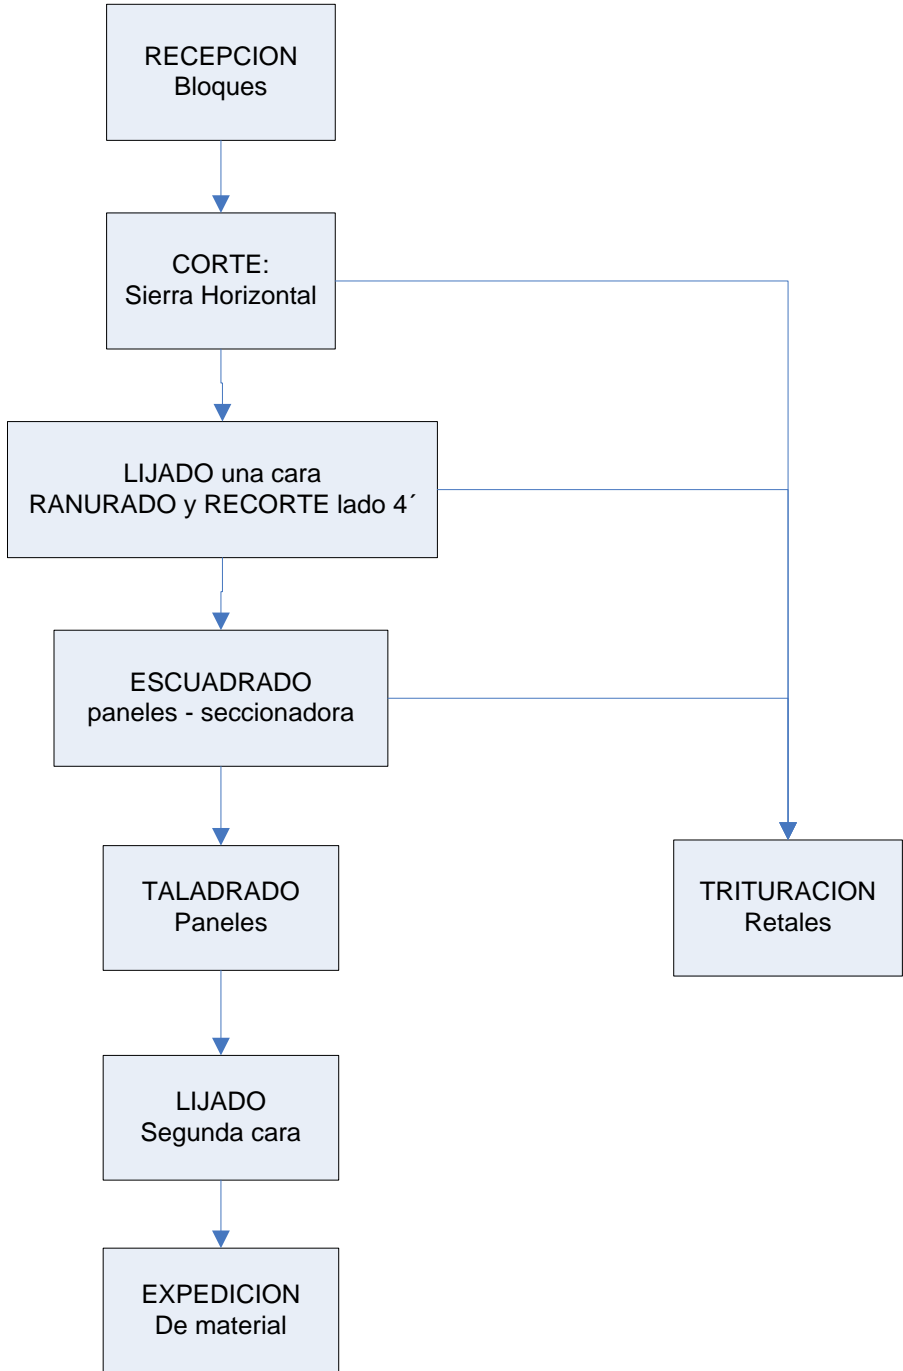 RECEPCION
Bloques
CORTE:
Sierra Horizontal
LIJADO una cara
RANURADO y RECORTE lado 4´
ESCUADRADO
paneles - seccionadora
TALADRADO
Paneles
TRITURACION
Retales
LIJADO
Segunda cara
EXPEDICION
De material